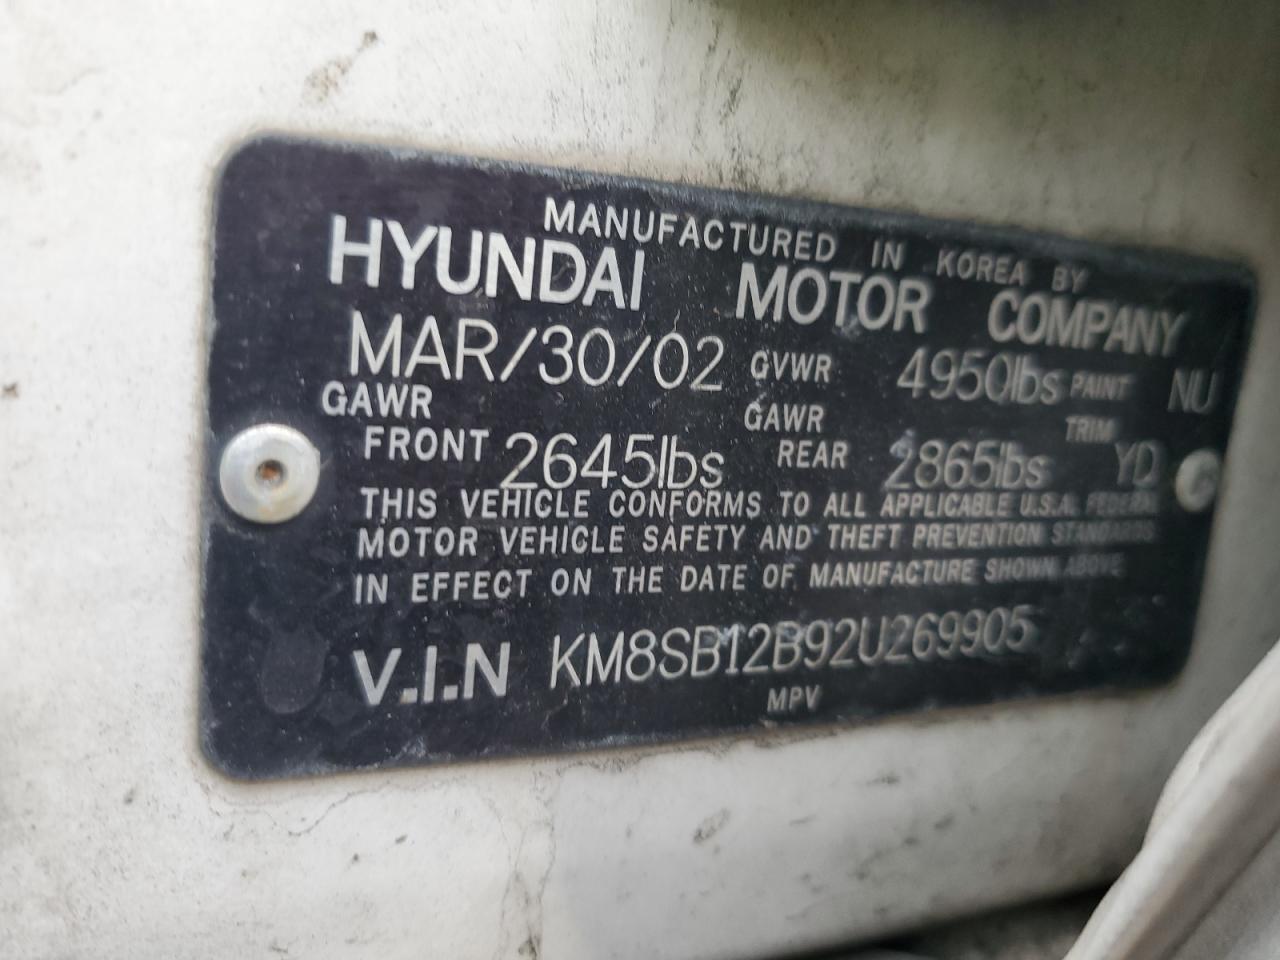 MANUFACTURED IN KOREA BY
HYUNDAI MOTOR COMPANY
MAR/30/02 GVWR 4950lbs PAINT NU
GAWR FRONT 2645lbs GAWR REAR 2865lbs TRIM YD
THIS VEHICLE CONFORMS TO ALL APPLICABLE U.S.A. FEDERAL
MOTOR VEHICLE SAFETY AND THEFT PREVENTION STANDARDS
IN EFFECT ON THE DATE OF MANUFACTURE SHOWN ABOVE
V.I.N KM8SB12B92U269905
MPV